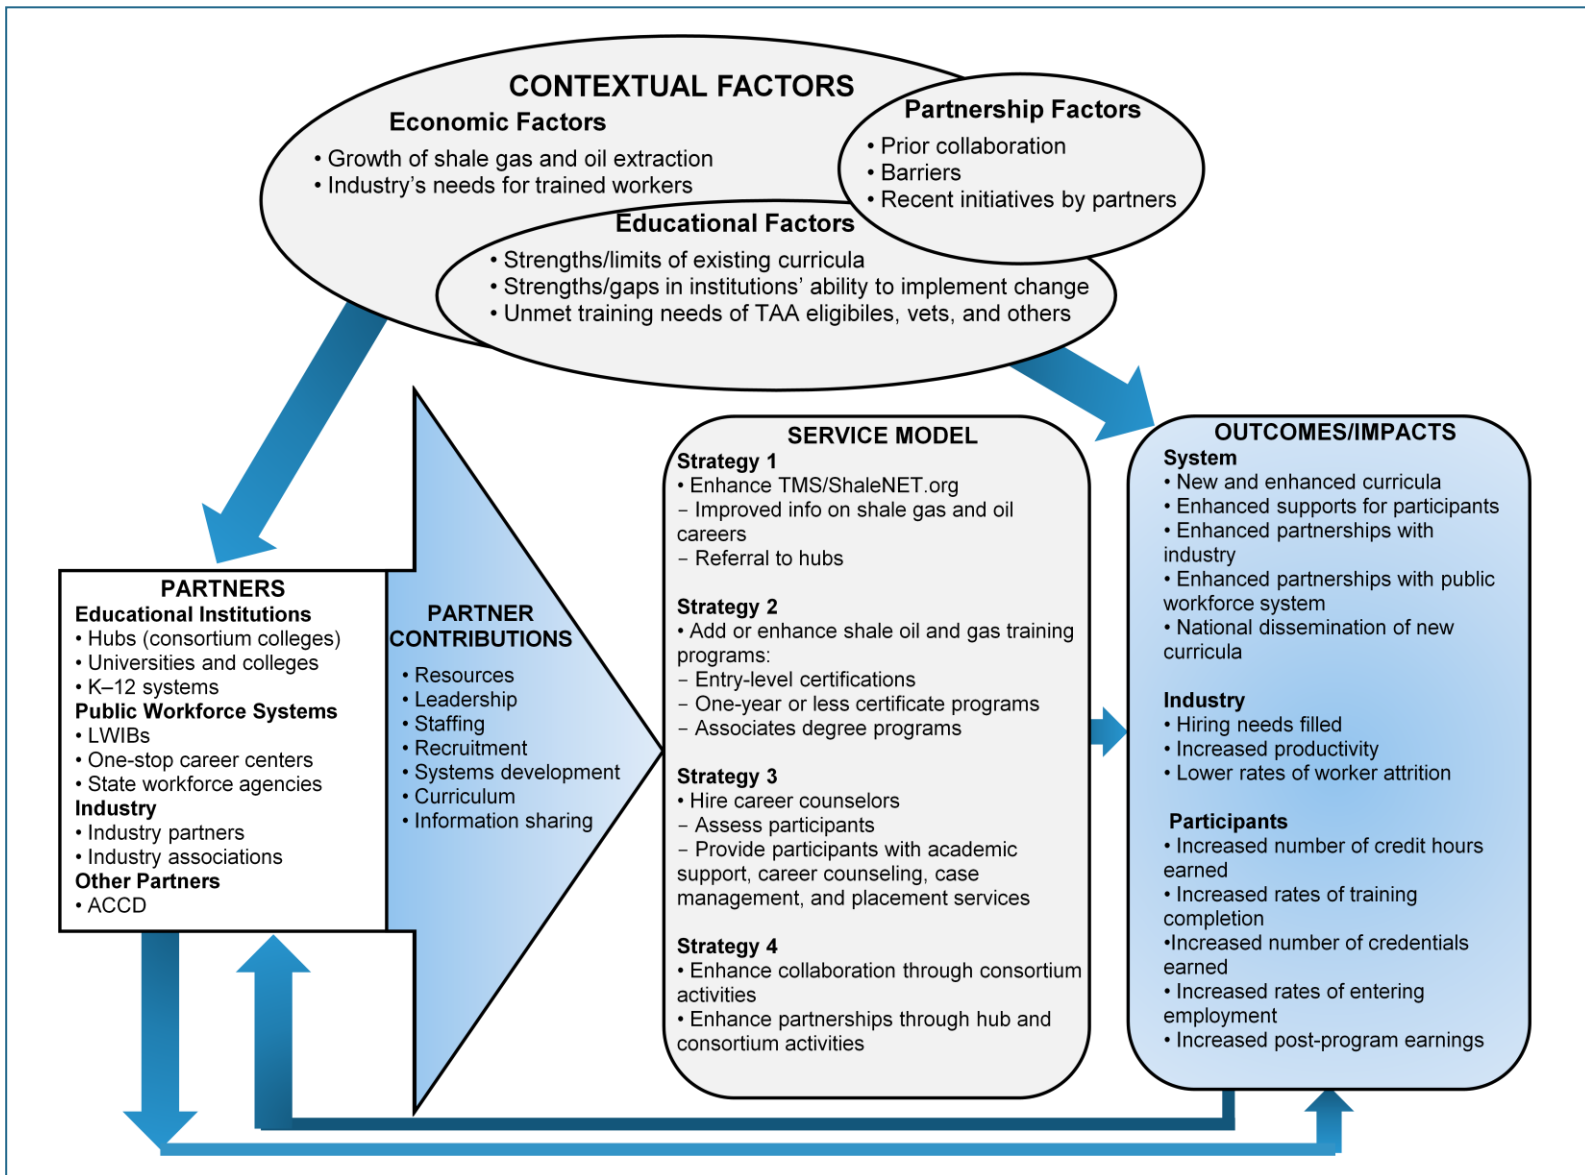 CONTEXTUAL FACTORS
Economic Factors
• Growth of shale gas and oil extraction
• Industry’s needs for trained workers
Partnership Factors
• Prior collaboration
• Barriers
• Recent initiatives by partners
Educational Factors
• Strengths/limits of existing curricula
• Strengths/gaps in institutions’ ability to implement change
• Unmet training needs of TAA eligibiles, vets, and others
PARTNERS
Educational Institutions
• Hubs (consortium colleges)
• Universities and colleges
• K–12 systems
Public Workforce Systems
• LWIBs
• One-stop career centers
• State workforce agencies
Industry
• Industry partners
• Industry associations
Other Partners
• ACCD
PARTNER
CONTRIBUTIONS
• Resources
• Leadership
• Staffing
• Recruitment
• Systems development
• Curriculum
• Information sharing
SERVICE MODEL
Strategy 1
• Enhance TMS/ShaleNET.org
– Improved info on shale gas and oil
careers
– Referral to hubs
Strategy 2
• Add or enhance shale oil and gas training
programs:
– Entry-level certifications
– One-year or less certificate programs
– Associates degree programs
Strategy 3
• Hire career counselors
– Assess participants
– Provide participants with academic
support, career counseling, case
management, and placement services
Strategy 4
• Enhance collaboration through consortium
activities
• Enhance partnerships through hub and
consortium activities
OUTCOMES/IMPACTS
System
• New and enhanced curricula
• Enhanced supports for participants
• Enhanced partnerships with
industry
• Enhanced partnerships with public
workforce system
• National dissemination of new
curricula
Industry
• Hiring needs filled
• Increased productivity
• Lower rates of worker attrition
Participants
• Increased number of credit hours
earned
• Increased rates of training
completion
•Increased number of credentials
earned
• Increased rates of entering
employment
• Increased post-program earnings